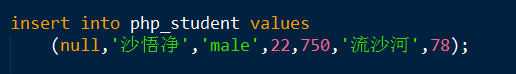 insert into php_student values
(null,'沙悟净','male',22,750,'流沙河',78);